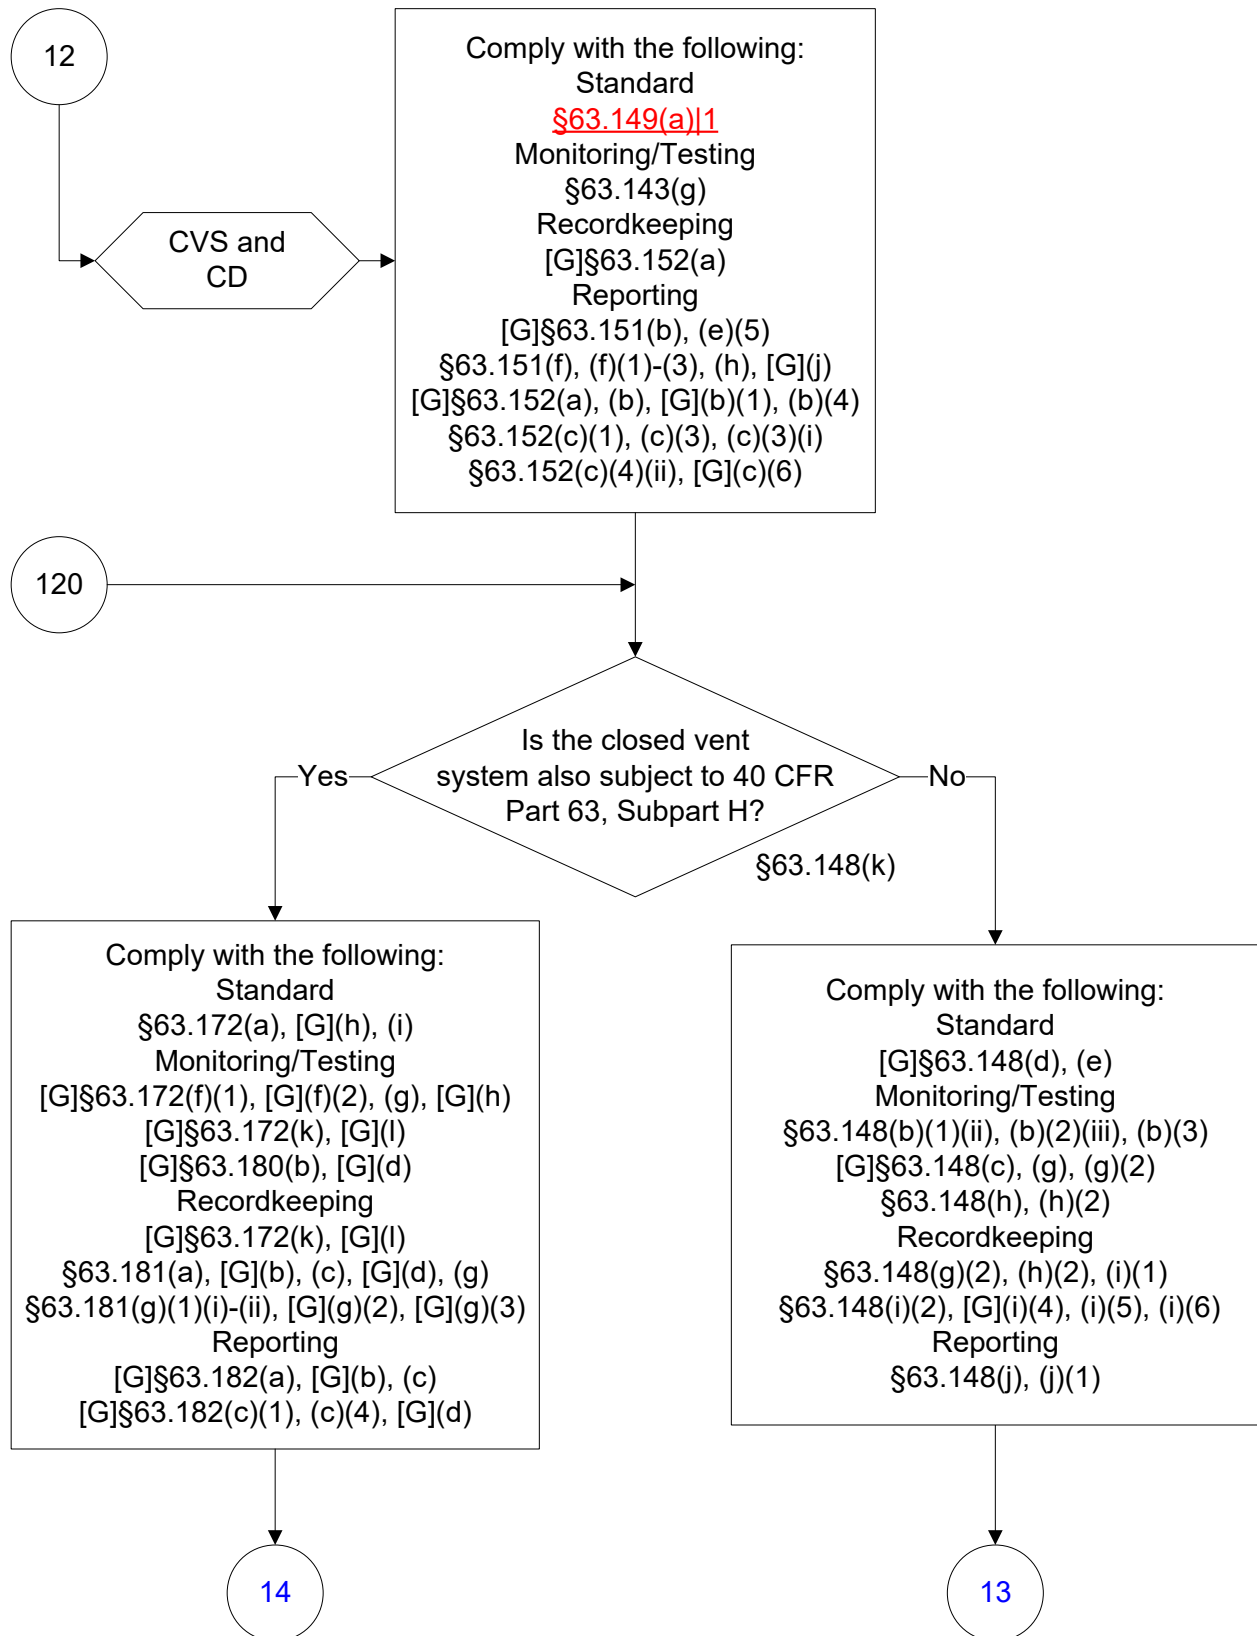 12
Comply with the following:
Standard
§63.149(a)|1
Monitoring/Testing
§63.143(g)
Recordkeeping
[G]§63.152(a)
Reporting
[G]§63.151(b), (e)(5)
§63.151(f), (f)(1)-(3), (h), [G](j)
[G]§63.152(a), (b), [G](b)(1), (b)(4)
§63.152(c)(1), (c)(3), (c)(3)(i)
§63.152(c)(4)(ii), [G](c)(6)
CVS and
CD
120
Is the closed vent
system also subject to 40 CFR
Part 63, Subpart H?
Yes
No
§63.148(k)
Comply with the following:
Standard
§63.172(a), [G](h), (i)
Monitoring/Testing
[G]§63.172(f)(1), [G](f)(2), (g), [G](h)
[G]§63.172(k), [G](l)
[G]§63.180(b), [G](d)
Recordkeeping
[G]§63.172(k), [G](l)
§63.181(a), [G](b), (c), [G](d), (g)
§63.181(g)(1)(i)-(ii), [G](g)(2), [G](g)(3)
Reporting
[G]§63.182(a), [G](b), (c)
[G]§63.182(c)(1), (c)(4), [G](d)
Comply with the following:
Standard
[G]§63.148(d), (e)
Monitoring/Testing
§63.148(b)(1)(ii), (b)(2)(iii), (b)(3)
[G]§63.148(c), (g), (g)(2)
§63.148(h), (h)(2)
Recordkeeping
§63.148(g)(2), (h)(2), (i)(1)
§63.148(i)(2), [G](i)(4), (i)(5), (i)(6)
Reporting
§63.148(j), (j)(1)
14
13